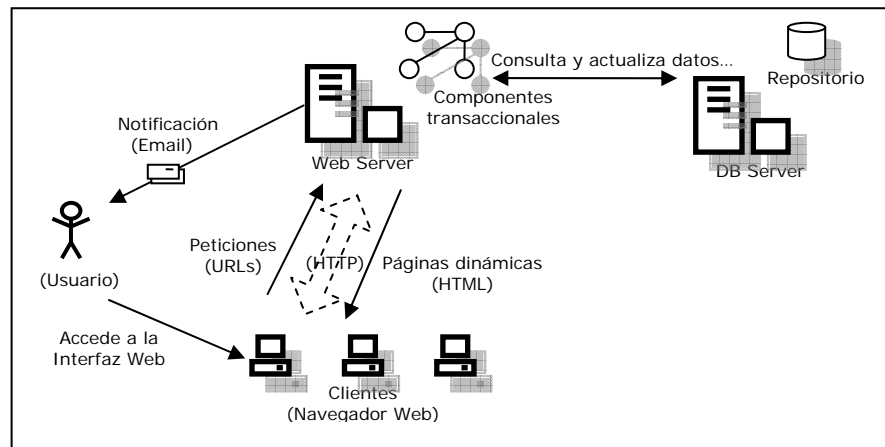 Consulta y actualiza datos...
Repositorio
Componentes
transaccionales
Notificación
(Email)
Web Server
DB Server
Peticiones
(URLs)
(HTTP)
Páginas dinámicas
(HTML)
(Usuario)
Accede a la
Interfaz Web
Clientes
(Navegador Web)